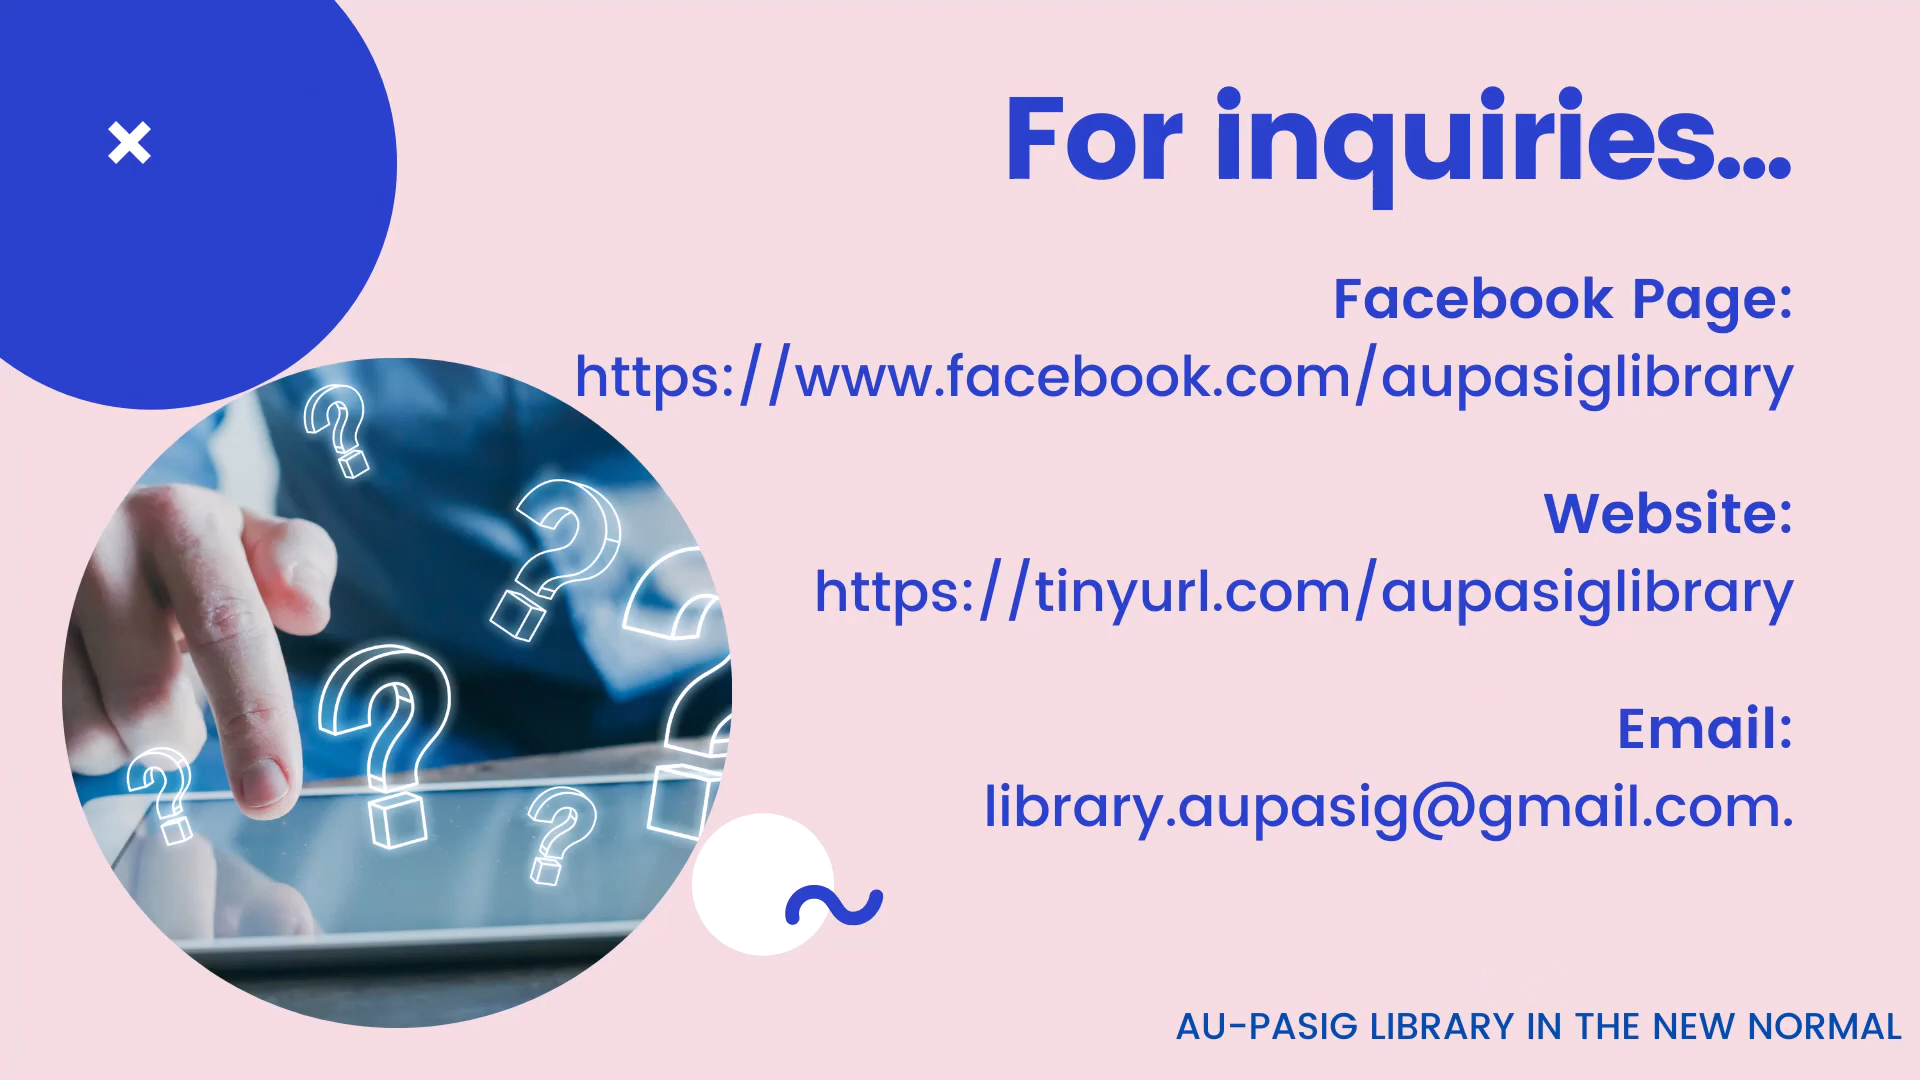 For inquiries...
Facebook Page:
https://www.facebook.com/aupasiglibrary
Website:
https://tinyurl.com/aupasiglibrary
Email:
library.aupasig@gmail.com.
AU-PASIG LIBRARY IN THE NEW NORMAL